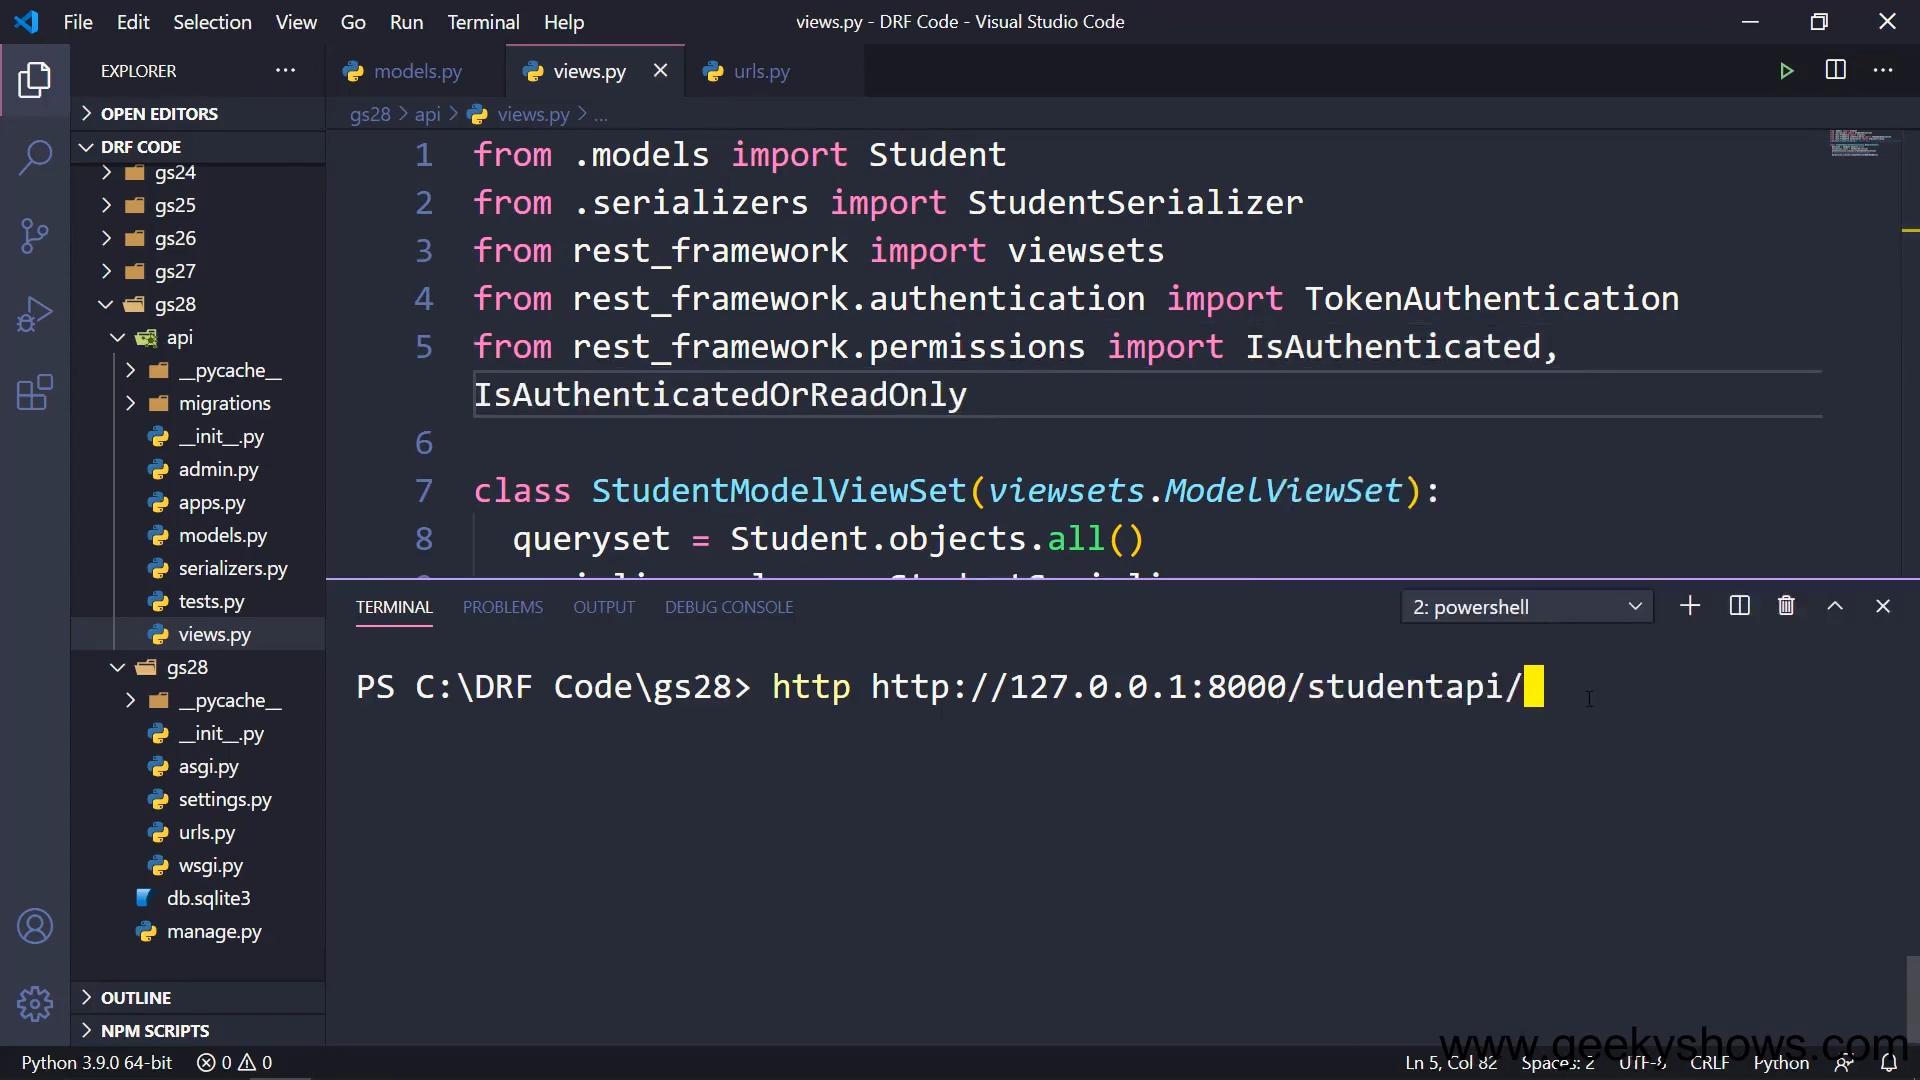 File Edit Selection View Go Run Terminal Help
views.py - DRF Code - Visual Studio Code
EXPLORER
models.py
views.py
urls.py
OPEN EDITORS
gs28 > api > views.py > ...
DRF CODE
gs24
gs25
gs26
gs27
gs28
api
__pycache__
migrations
__init__.py
admin.py
apps.py
models.py
serializers.py
tests.py
views.py
gs28
__pycache__
__init__.py
asgi.py
settings.py
urls.py
wsgi.py
db.sqlite3
manage.py
OUTLINE
NPM SCRIPTS
1 from .models import Student
2 from .serializers import StudentSerializer
3 from rest_framework import viewsets
4 from rest_framework.authentication import TokenAuthentication
5 from rest_framework.permissions import IsAuthenticated,
IsAuthenticatedOrReadOnly
6
7 class StudentModelViewSet(viewsets.ModelViewSet):
8 queryset = Student.objects.all()
TERMINAL PROBLEMS OUTPUT DEBUG CONSOLE
2: powershell
PS C:\DRF Code\gs28> http http://127.0.0.1:8000/studentapi/
www.geekyshows.com
Python 3.9.0 64-bit 0 0
Ln 5, Col 82 Spaces: 2 UTF-8 CRLF Python